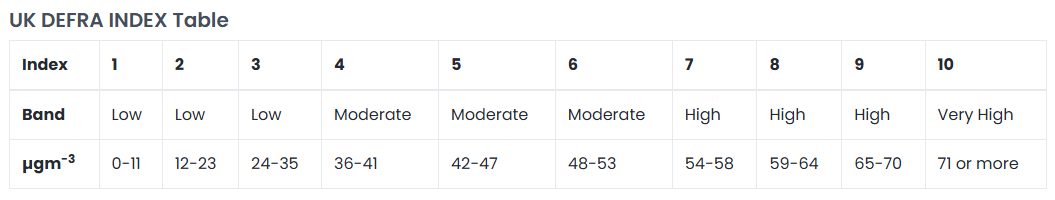 UK DEFRA INDEX Table
Index 1 2 3 4 5 6 7 8 9 10
Band Low Low Low Moderate Moderate Moderate High High High Very High
µgm⁻³ 0-11 12-23 24-35 36-41 42-47 48-53 54-58 59-64 65-70 71 or more